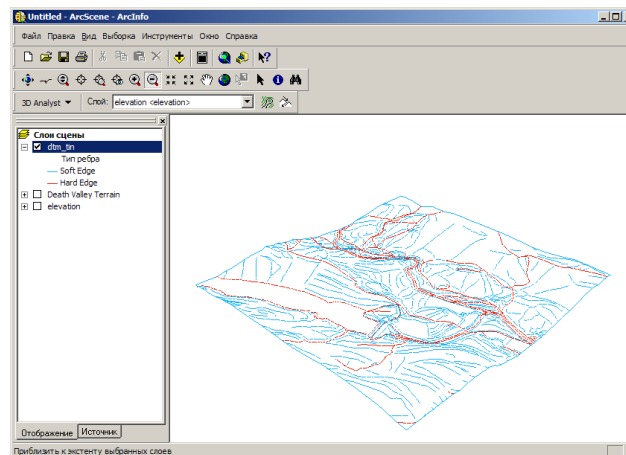 Untitled - ArcScene - ArcInfo
Файл Правка Вид Выборка Инструменты Окно Справка
3D Analyst Слой: elevation <elevation>
Слои сцены
dtm_tin
Тип ребра
Soft Edge
Hard Edge
Death Valley Terrain
elevation
Отображение Источник
Приблизить к экстенту выбранных слоев